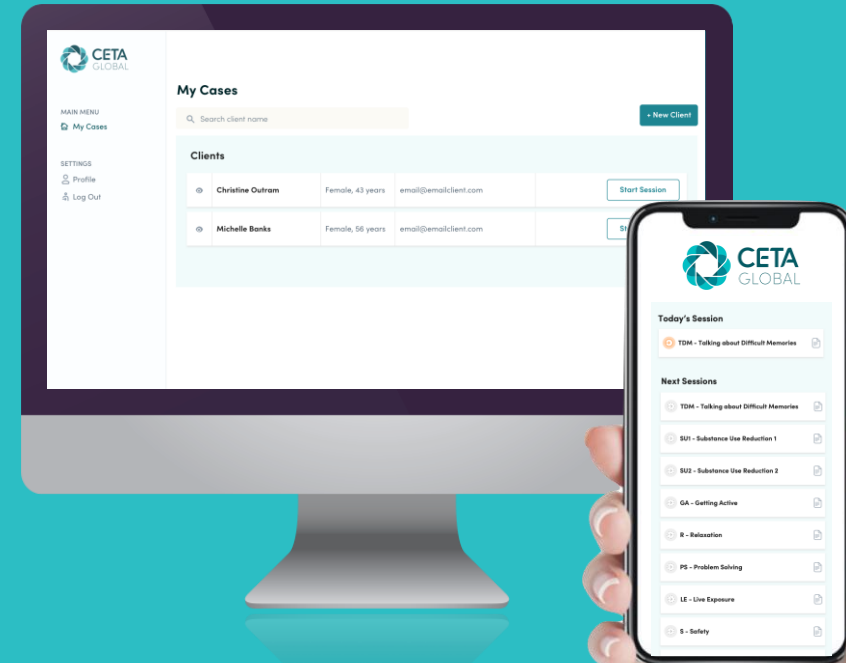 CETA
GLOBAL
MAIN MENU
My Cases
SETTINGS
Profile
Log Out
My Cases
Search client name
+ New Client
Clients
Christine Outram Female, 43 years email@emailclient.com Start Session
Michelle Banks Female, 56 years email@emailclient.com
CETA
GLOBAL
Today's Session
TDM - Talking about Difficult Memories
Next Sessions
TDM - Talking about Difficult Memories
SU1 - Substance Use Reduction 1
SU2 - Substance Use Reduction 2
GA - Getting Active
R - Relaxation
PS - Problem Solving
LE - Live Exposure
S - Safety